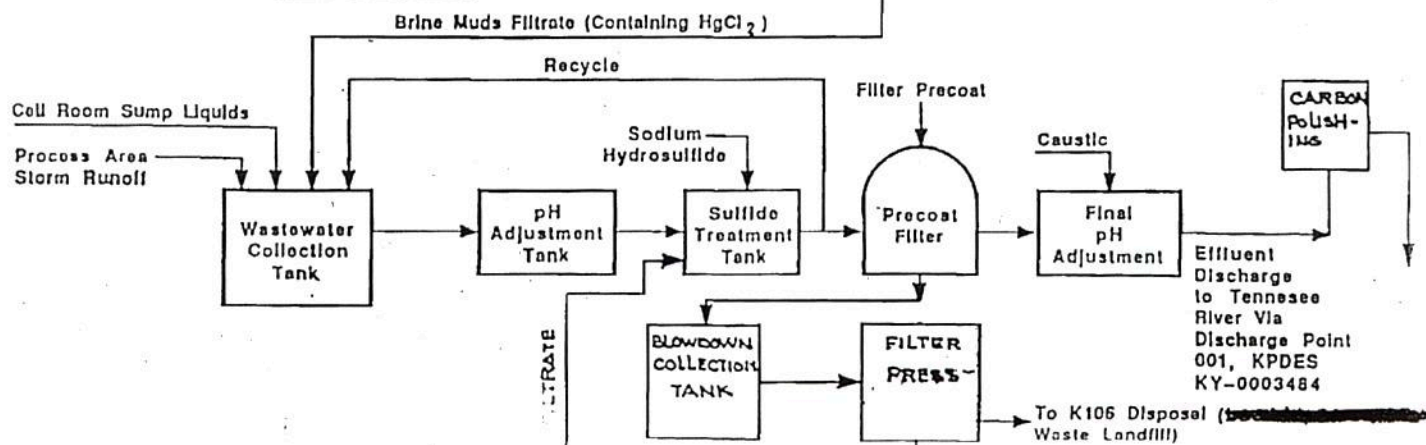 Brine Muds Filtrate (Containing HgCl2)
Recycle
Filter Precoat
Cell Room Sump Liquids
Process Area
Storm Runoff
Sodium
Hydrosulfide
Caustic
CARBON
POLISH-
ING
Wastewater
Collection
Tank
pH
Adjustment
Tank
Sulfide
Treatment
Tank
Precoat
Filter
Final
pH
Adjustment
Effluent
Discharge
to Tennesee
River Via
Discharge Point
001, KPDES
KY-0003484
BLOWDOWN
COLLECTION
TANK
FILTER
PRESS
To K106 Disposal (
Waste Landfill)